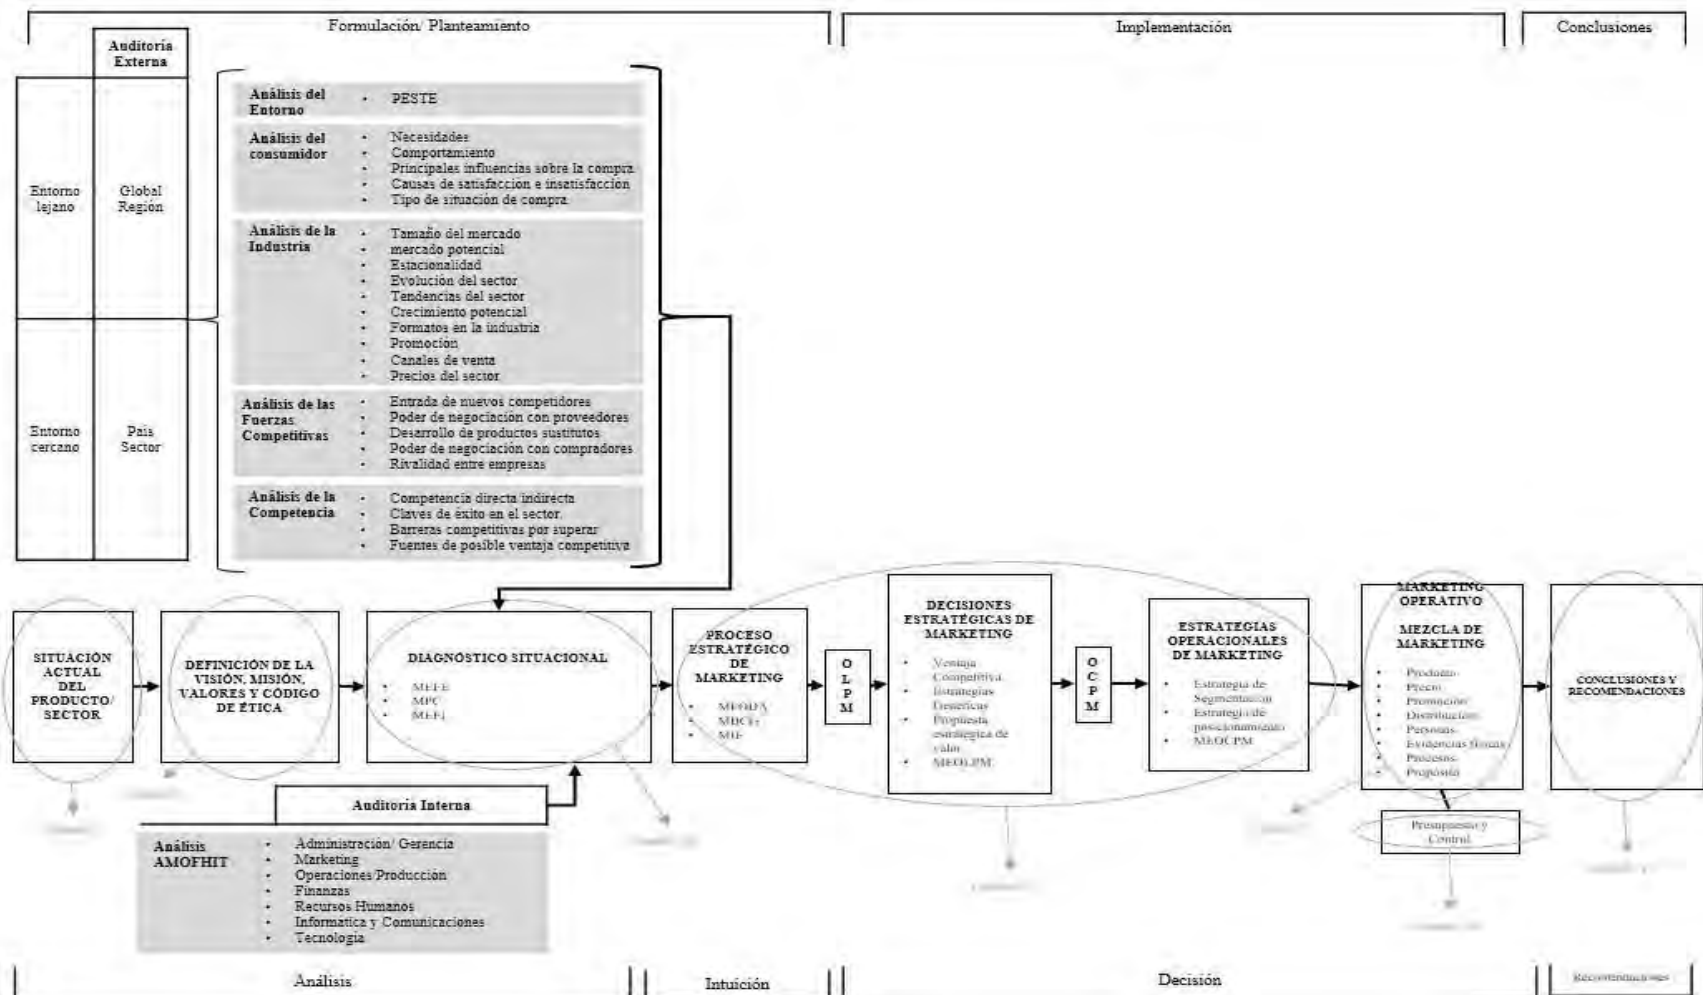 Formulación/ Planteamiento
Implementación
Conclusiones
Auditoría
Externa
Entorno
lejano
Global
Región
Entorno
cercano
País
Sector
Análisis del
Entorno
• PESTE
Análisis del
consumidor
• Necesidades
• Comportamiento
• Principales influencias sobre la compra
• Causas de satisfacción e insatisfacción
• Tipo de situación de compra
Análisis de la
Industria
• Tamaño del mercado
• mercado potencial
• Estacionalidad
• Evolución del sector
• Tendencias del sector
• Crecimiento potencial
• Formatos en la industria
• Promoción
• Canales de venta
• Precios del sector
Análisis de las
Fuerzas
Competitivas
• Entrada de nuevos competidores
• Poder de negociación con proveedores
• Desarrollo de productos sustitutos
• Poder de negociación con compradores
• Rivalidad entre empresas
Análisis de la
Competencia
• Competencia directa indirecta
• Claves de éxito en el sector
• Barreras competitivas por superar
• Fuentes de posible ventaja competitiva
SITUACIÓN
ACTUAL
DEL
PRODUCTO/
SECTOR
DEFINICIÓN DE LA
VISIÓN, MISIÓN,
VALORES Y CÓDIGO
DE ÉTICA
DIAGNÓSTICO SITUACIONAL
• MEFE
• MPC
• MEFI
PROCESO
ESTRATÉGICO
DE
MARKETING
• MFODA
• MIE
O
L
P
M
DECISIONES
ESTRATÉGICAS DE
MARKETING
• Ventaja
Competitiva
• Estrategias
Genéricas
• Propuesta
estratégica de
valor
• MEOLPM
O
C
P
M
ESTRATEGIAS
OPERACIONALES
DE MARKETING
• Estrategia de
Segmentación
• Estrategia de
posicionamiento
• MEOCPM
MARKETING
OPERATIVO
MEZCLA DE
MARKETING
• Producto
• Precio
• Promoción
• Distribución
• Personas
• Evidencias físicas
• Procesos
• Propósito
CONCLUSIONES Y
RECOMENDACIONES
Presupuesto y
Control
Auditoría Interna
Análisis
AMOFHIT
• Administración/ Gerencia
• Marketing
• Operaciones/Producción
• Finanzas
• Recursos Humanos
• Informática y Comunicaciones
• Tecnología
Análisis
Intuición
Decisión
Recomendaciones